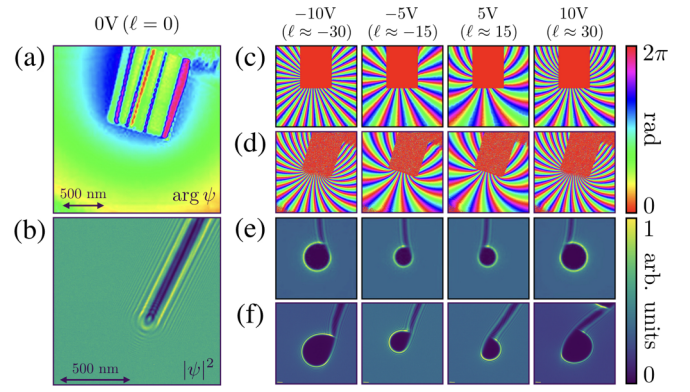 0V (ℓ = 0)
−10V
(ℓ ≈ −30)
−5V
(ℓ ≈ −15)
5V
(ℓ ≈ 15)
10V
(ℓ ≈ 30)
(a)
500 nm
arg ψ
(b)
500 nm
|ψ|²
(c)
(d)
(e)
(f)
2π
rad
0
1
arb. units
0